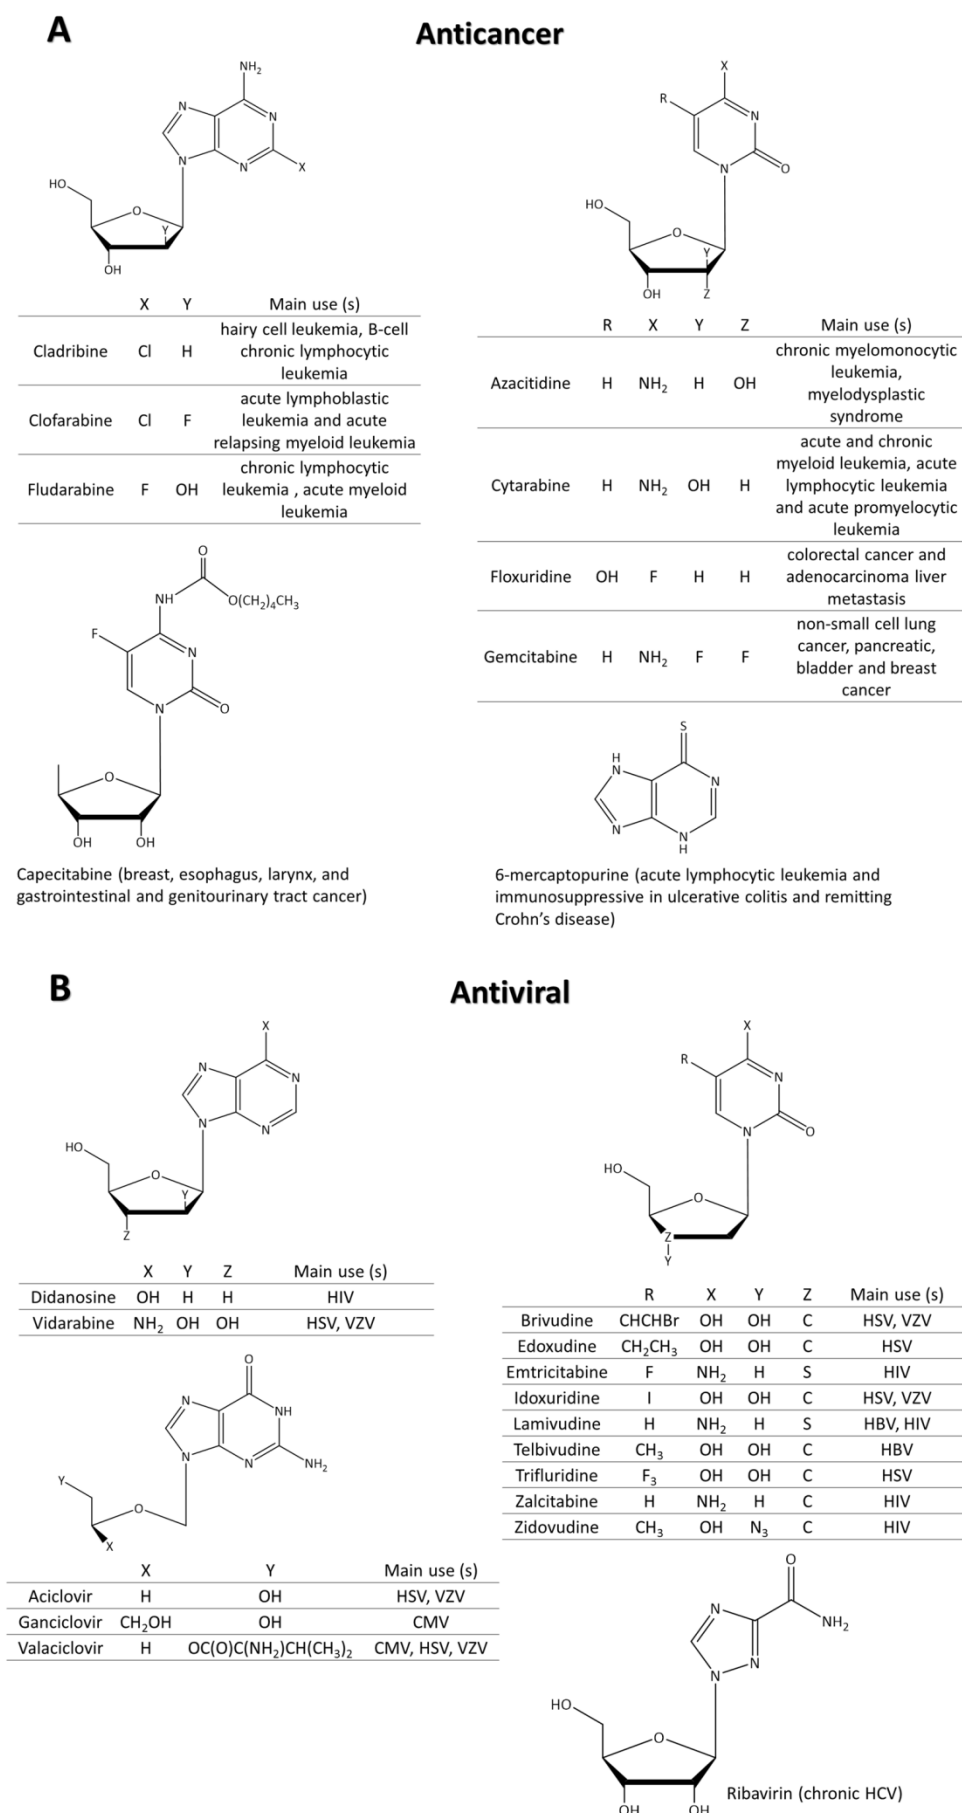 A
Anticancer
NH2
N
N
N
N
X
HO
O
Y
OH
X Y Main use (s)
Cladribine Cl H hairy cell leukemia, B-cell
chronic lymphocytic
leukemia
Clofarabine Cl F acute lymphoblastic
leukemia and acute
relapsing myeloid leukemia
Fludarabine F OH chronic lymphocytic
leukemia , acute myeloid
leukemia
X
R
N
N
O
HO
O
Y
OH
Z
R X Y Z Main use (s)
Azacitidine H NH2 H OH chronic myelomonocytic
leukemia,
myelodysplastic
syndrome
Cytarabine H NH2 OH H acute and chronic
myeloid leukemia, acute
lymphocytic leukemia
and acute promyelocytic
leukemia
Floxuridine OH F H H colorectal cancer and
adenocarcinoma liver
metastasis
Gemcitabine H NH2 F F non-small cell lung
cancer, pancreatic,
bladder and breast
cancer
O
NH
O(CH2)4CH3
F
N
N
O
O
OH OH
Capecitabine (breast, esophagus, larynx, and
gastrointestinal and genitourinary tract cancer)
S
H
N
N
N
N
H
6-mercaptopurine (acute lymphocytic leukemia and
immunosuppressive in ulcerative colitis and remitting
Crohn's disease)
B
Antiviral
X
N
N
N
N
HO
O
Y
Z
X Y Z Main use (s)
Didanosine OH H H HIV
Vidarabine NH2 OH OH HSV, VZV
X
R
N
N
O
HO
O
Z
Y
R X Y Z Main use (s)
Brivudine CHCHBr OH OH C HSV, VZV
Edoxudine CH2CH3 OH OH C HSV
Emtricitabine F NH2 H S HIV
Idoxuridine I OH OH C HSV, VZV
Lamivudine H NH2 H S HBV, HIV
Telbivudine CH3 OH OH C HBV
Trifluridine F3 OH OH C HSV
Zalcitabine H NH2 H C HIV
Zidovudine CH3 OH N3 C HIV
O
N
NH
N
N
NH2
Y
O
X
X Y Main use (s)
Aciclovir H OH HSV, VZV
Ganciclovir CH2OH OH CMV
Valaciclovir H OC(O)C(NH2)CH(CH3)2 CMV, HSV, VZV
O
N
NH2
N
N
HO
O
OH OH
Ribavirin (chronic HCV)